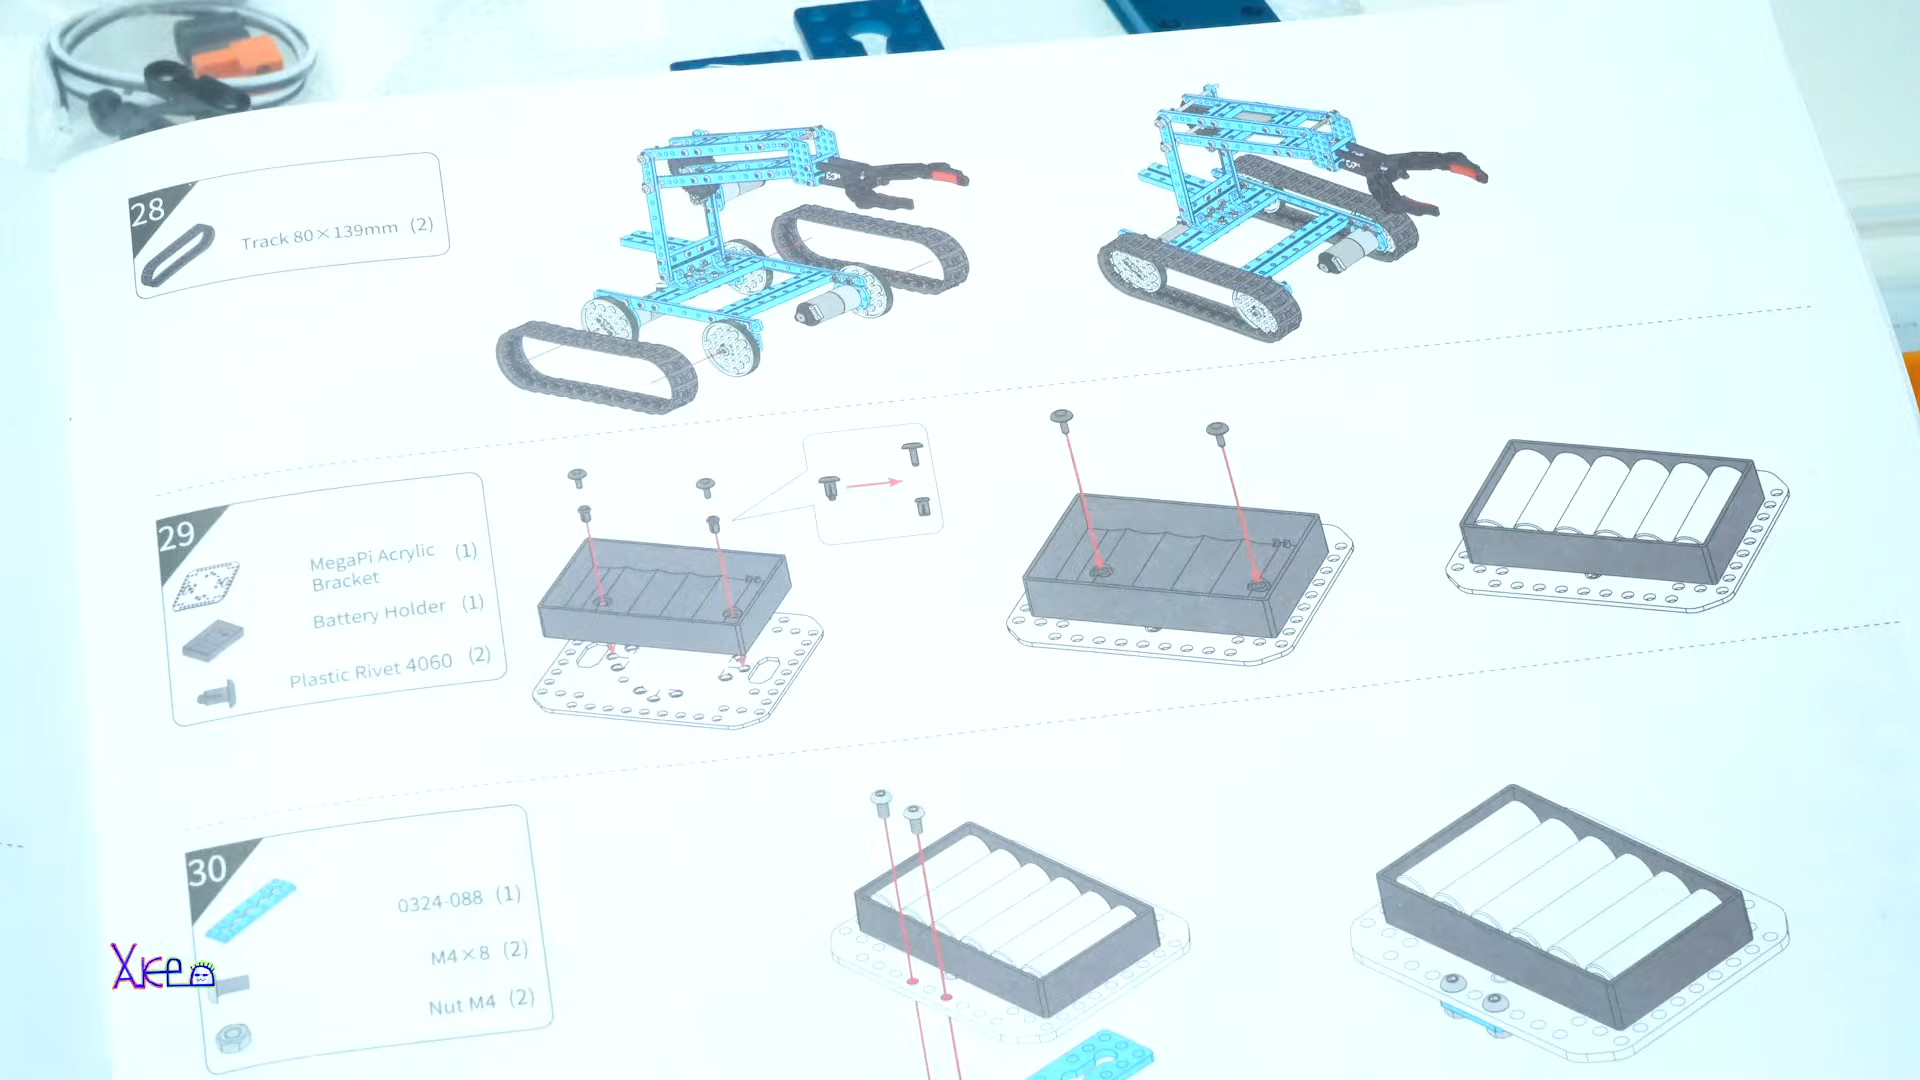 28
Track 80×139mm (2)
29
MegaPi Acrylic (1)
Bracket
Battery Holder (1)
Plastic Rivet 4060 (2)
30
0324-088 (1)
M4×8 (2)
Nut M4 (2)